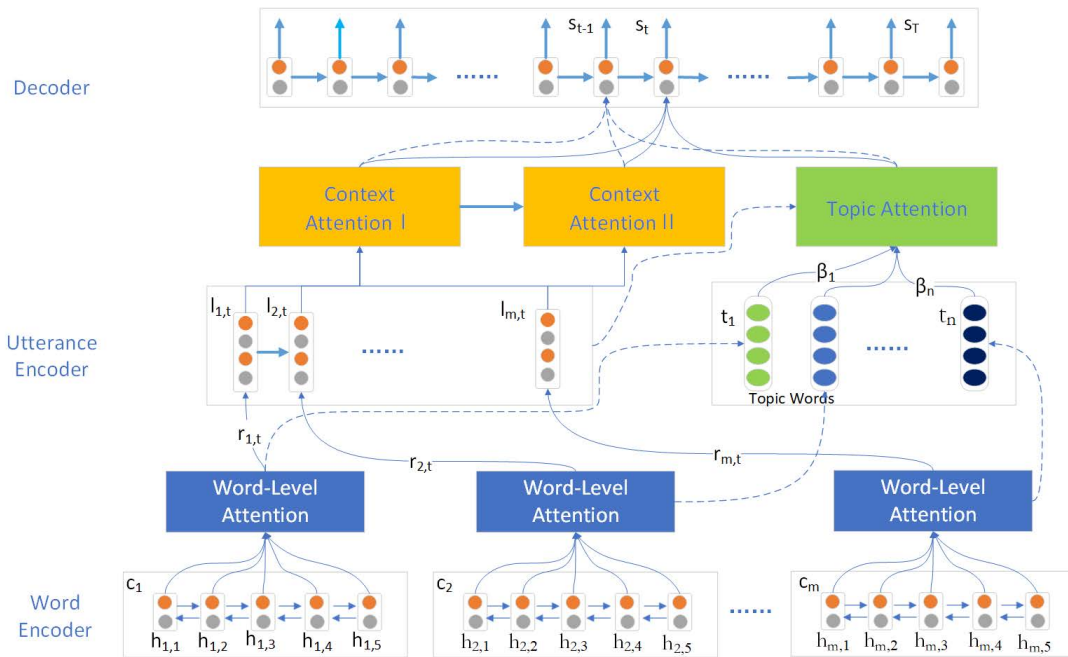 s_{t-1} s_t s_T
Decoder
Context
Attention I
Context
Attention II
Topic Attention
β_1 β_n
l_{1,t} l_{2,t} l_{m,t}
t_1 t_n
Utterance
Encoder
......
......
Topic Words
r_{1,t} r_{2,t} r_{m,t}
Word-Level
Attention
Word-Level
Attention
Word-Level
Attention
c_1 c_2 c_m
Word
Encoder
......
h_{1,1} h_{1,2} h_{1,3} h_{1,4} h_{1,5}
h_{2,1} h_{2,2} h_{2,3} h_{2,4} h_{2,5}
h_{m,1} h_{m,2} h_{m,3} h_{m,4} h_{m,5}